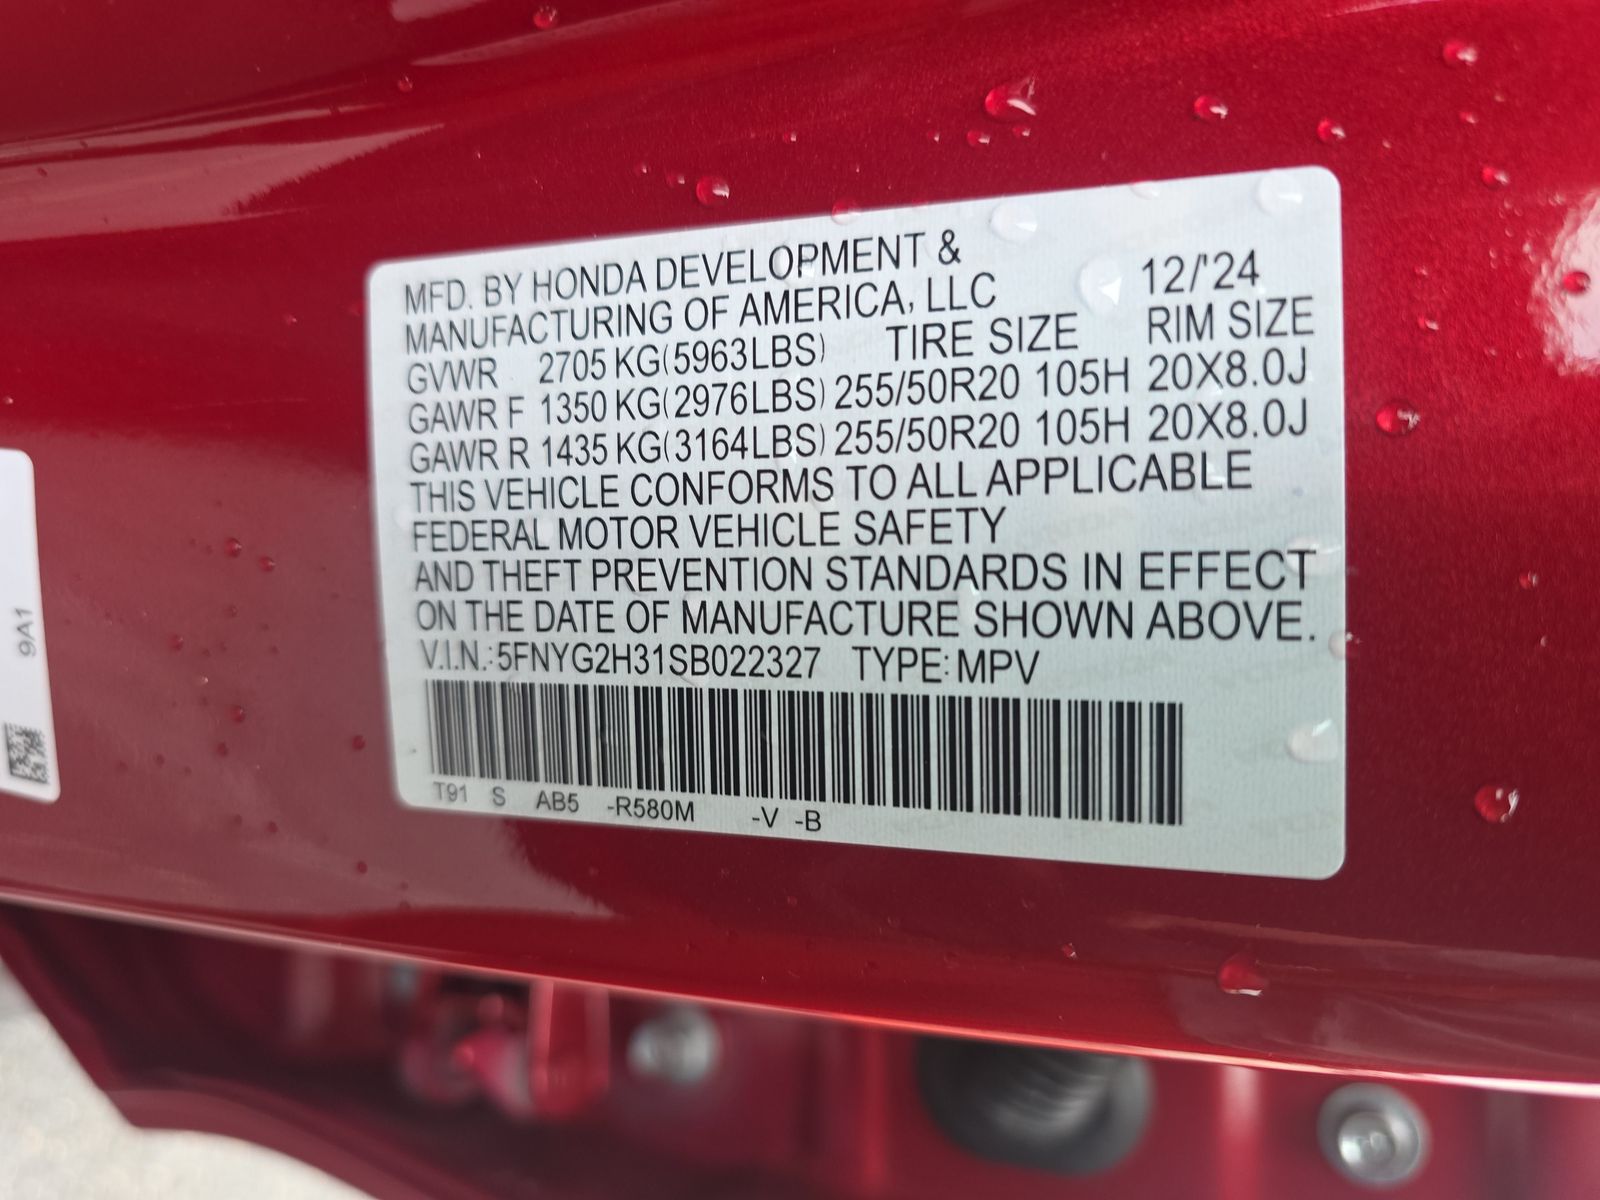 MFD. BY HONDA DEVELOPMENT &
MANUFACTURING OF AMERICA, LLC 12/'24
GVWR 2705 KG(5963LBS) TIRE SIZE RIM SIZE
GAWR F 1350 KG(2976LBS) 255/50R20 105H 20X8.0J
GAWR R 1435 KG(3164LBS) 255/50R20 105H 20X8.0J
THIS VEHICLE CONFORMS TO ALL APPLICABLE
FEDERAL MOTOR VEHICLE SAFETY
AND THEFT PREVENTION STANDARDS IN EFFECT
ON THE DATE OF MANUFACTURE SHOWN ABOVE.
V.I.N.:5FNYG2H31SB022327 TYPE: MPV
T91 S AB5 -R580M -V -B
9A1